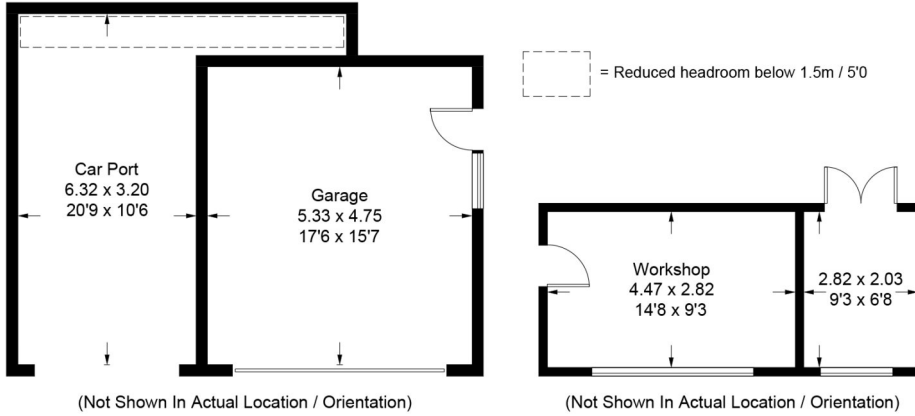 = Reduced headroom below 1.5m / 5'0
Car Port
6.32 x 3.20
20'9 x 10'6
Garage
5.33 x 4.75
17'6 x 15'7
Workshop
4.47 x 2.82
14'8 x 9'3
2.82 x 2.03
9'3 x 6'8
(Not Shown In Actual Location / Orientation)
(Not Shown In Actual Location / Orientation)